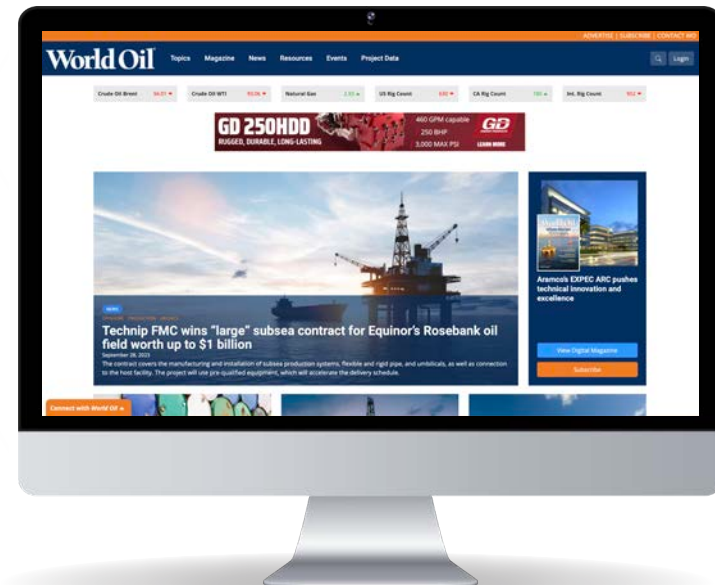 ADVERTISE | SUBSCRIBE | CONTACT WO
World Oil Topics Magazine News Resources Events Project Data Login
Crude Oil Brent Crude Oil WTI Natural Gas US Rig Count CA Rig Count Int. Rig Count
GD 250HDD
RUGGED, DURABLE, LONG-LASTING
460 GPM capable
250 BHP
3,000 MAX PSI
GD
LEARN MORE
World Oil
Aramco's EXPEC ARC pushes
technical innovation and
excellence
View Digital Magazine
Subscribe
NEWS
Technip FMC wins "large" subsea contract for Equinor's Rosebank oil
field worth up to $1 billion
September 28, 2023
The contract covers the manufacturing and installation of subsea production systems, flexible and rigid pipe, and umbilicals, as well as connection
to the host facility. The project will use pre-qualified equipment, which will accelerate the delivery schedule.
Connect with World Oil